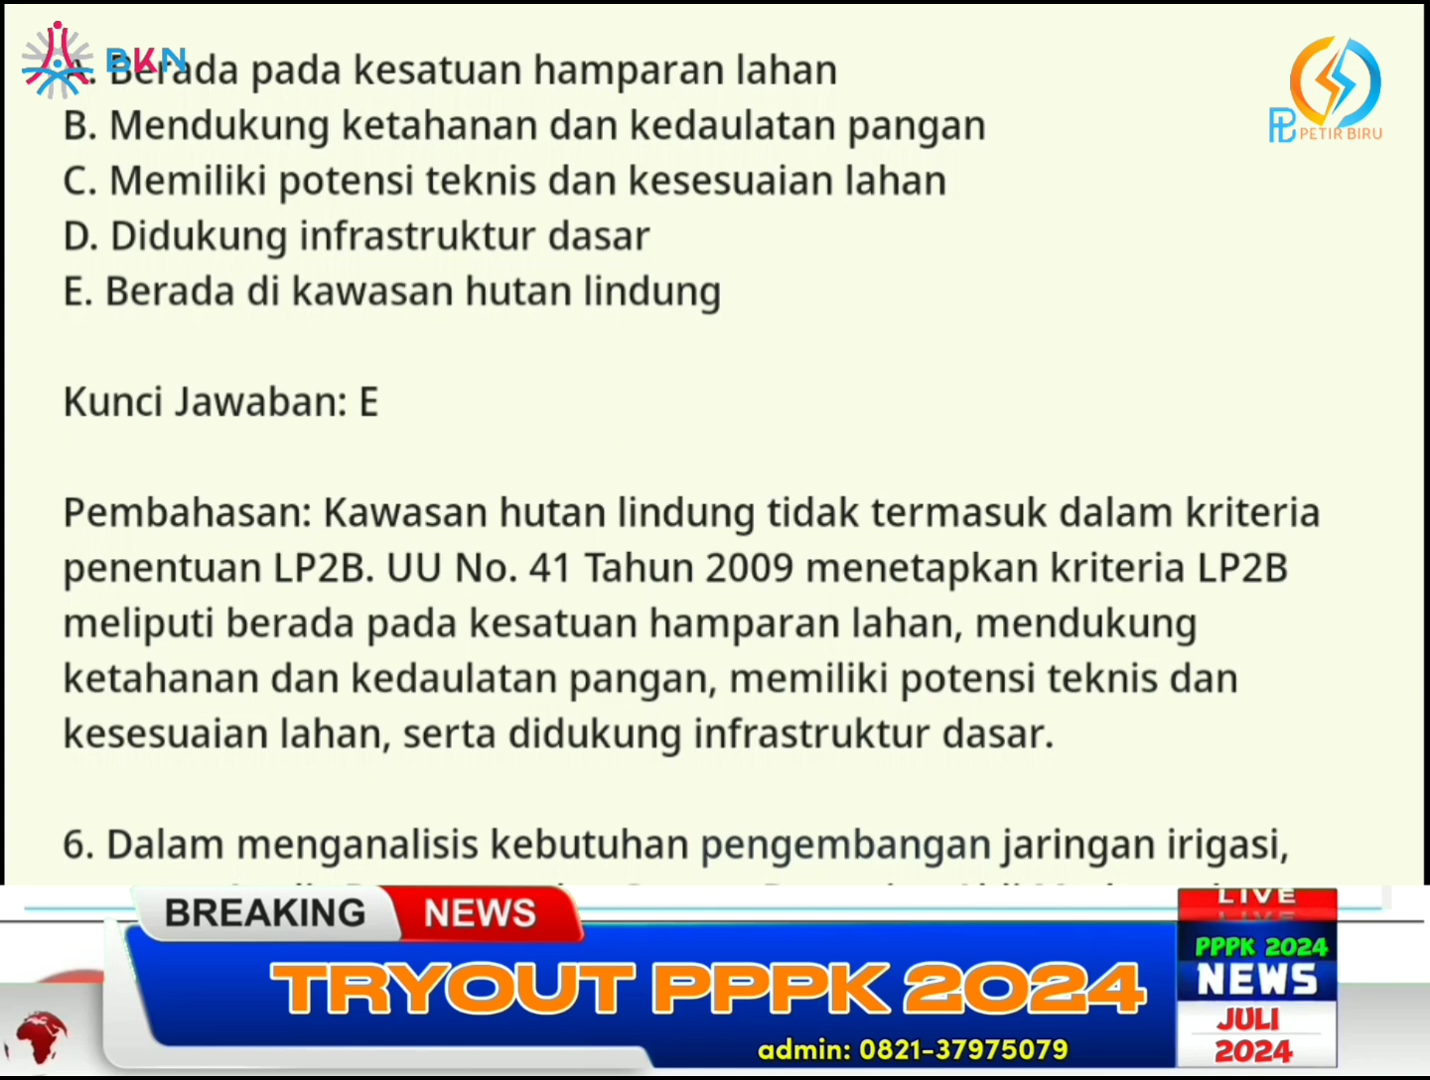 BKN
A. Berada pada kesatuan hamparan lahan
PETIR BIRU
B. Mendukung ketahanan dan kedaulatan pangan
C. Memiliki potensi teknis dan kesesuaian lahan
D. Didukung infrastruktur dasar
E. Berada di kawasan hutan lindung
Kunci Jawaban: E
Pembahasan: Kawasan hutan lindung tidak termasuk dalam kriteria
penentuan LP2B. UU No. 41 Tahun 2009 menetapkan kriteria LP2B
meliputi berada pada kesatuan hamparan lahan, mendukung
ketahanan dan kedaulatan pangan, memiliki potensi teknis dan
kesesuaian lahan, serta didukung infrastruktur dasar.
6. Dalam menganalisis kebutuhan pengembangan jaringan irigasi,
BREAKING NEWS
TRYOUT PPPK 2024
admin: 0821-37975079
LIVE
PPPK 2024
NEWS
JULI
2024